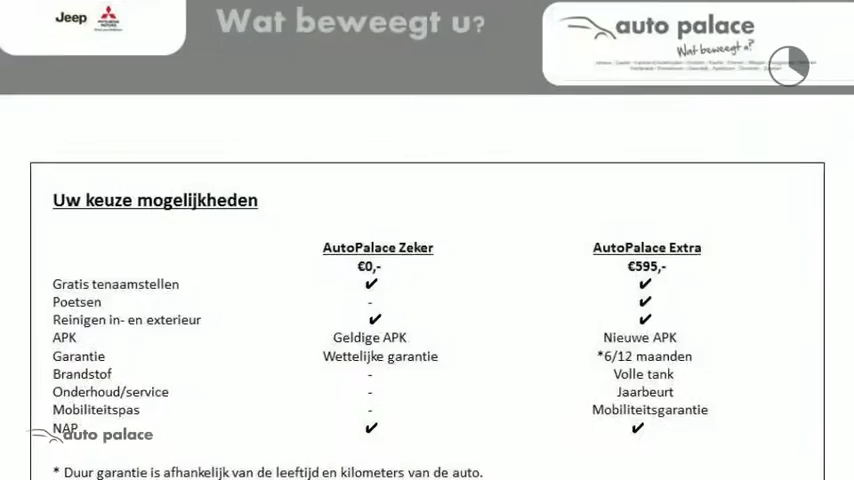 Jeep
MITSUBISHI MOTORS
Wat beweegt u?
auto palace
Wat beweegt u?
Uw keuze mogelijkheden
AutoPalace Zeker AutoPalace Extra
€0,- €595,-
Gratis tenaamstellen ✔ ✔
Poetsen - ✔
Reinigen in- en exterieur ✔ ✔
APK Geldige APK Nieuwe APK
Garantie Wettelijke garantie *6/12 maanden
Brandstof - Volle tank
Onderhoud/service - Jaarbeurt
Mobiliteitspas - Mobiliteitsgarantie
NAP ✔ ✔
auto palace
* Duur garantie is afhankelijk van de leeftijd en kilometers van de auto.